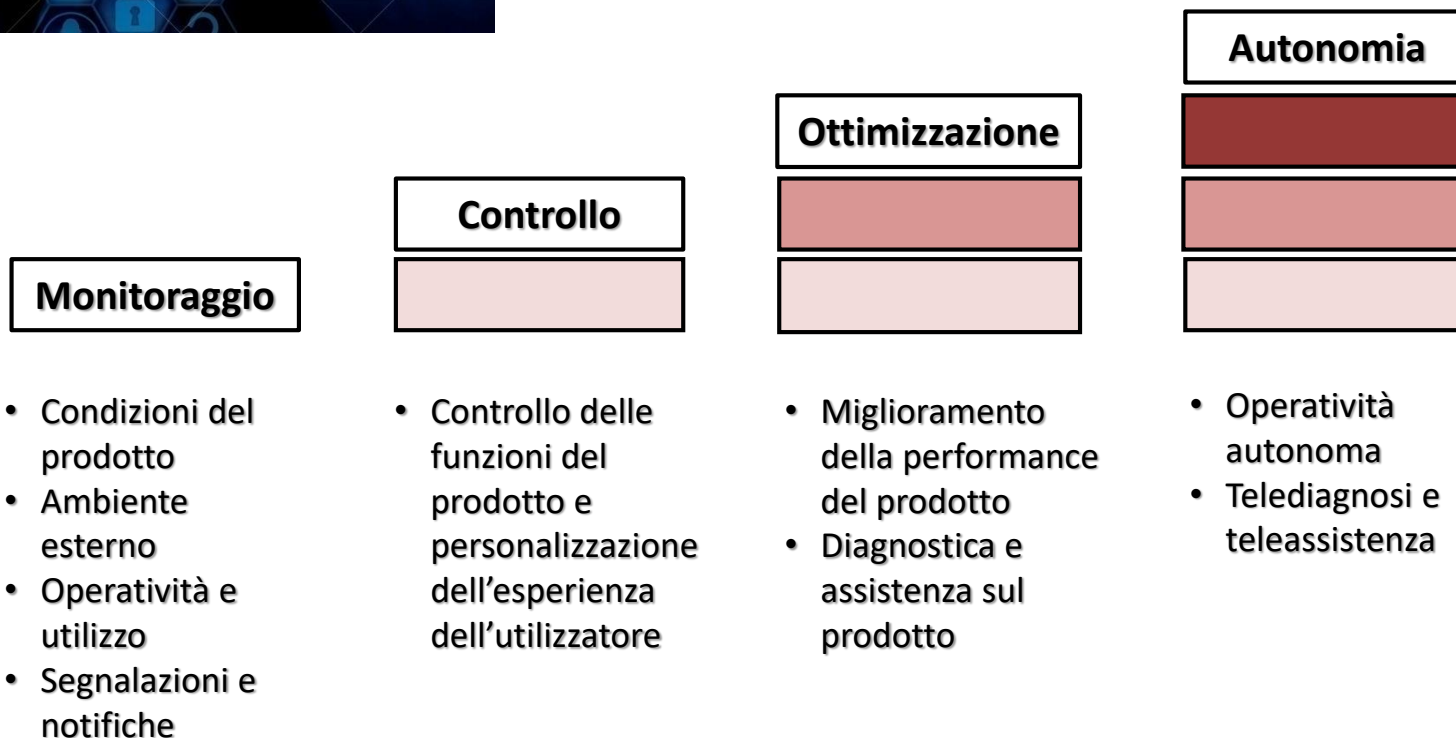 Autonomia
Ottimizzazione
Controllo
Monitoraggio
• Condizioni del
prodotto
• Ambiente
esterno
• Operatività e
utilizzo
• Segnalazioni e
notifiche
• Controllo delle
funzioni del
prodotto e
personalizzazione
dell’esperienza
dell’utilizzatore
• Miglioramento
della performance
del prodotto
• Diagnostica e
assistenza sul
prodotto
• Operatività
autonoma
• Telediagnosi e
teleassistenza